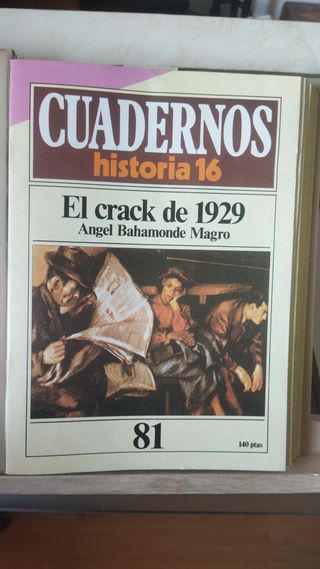 CUADERNOS
historia 16
El crack de 1929
Angel Bahamonde Magro
81
140 ptas